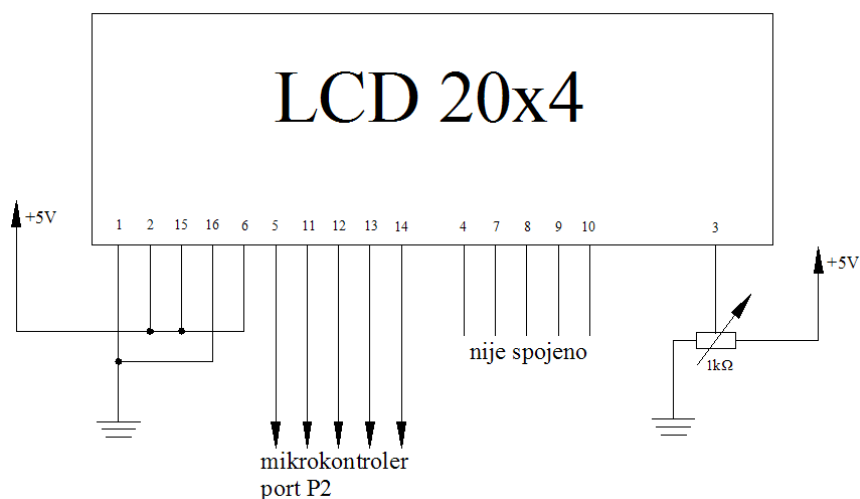 LCD 20x4
1 2 15 16 6 5 11 12 13 14 4 7 8 9 10 3
+5V
+5V
nije spojeno
1kΩ
mikrokontroler
port P2